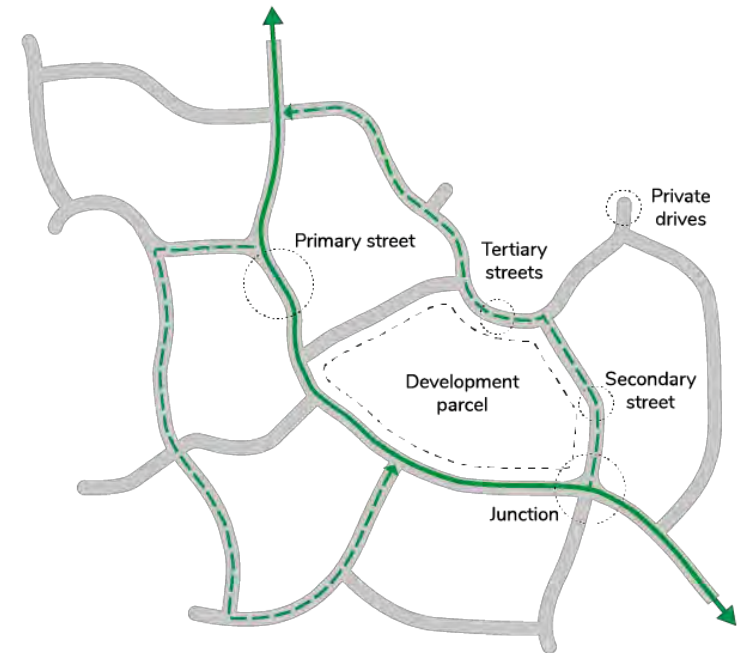 Private
drives
Primary street
Tertiary
streets
Development
parcel
Secondary
street
Junction